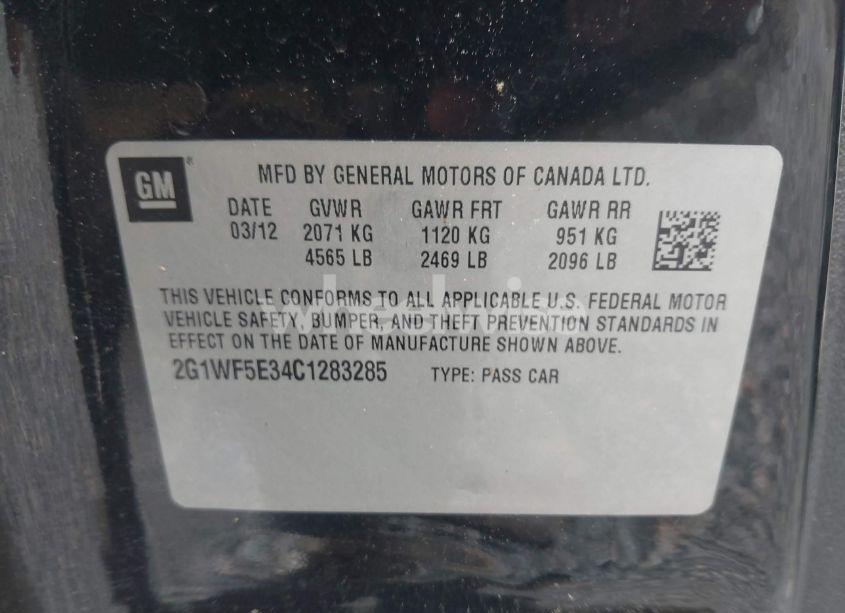 GM ®
MFD BY GENERAL MOTORS OF CANADA LTD.
DATE GVWR GAWR FRT GAWR RR
03/12 2071 KG 1120 KG 951 KG
4565 LB 2469 LB 2096 LB
THIS VEHICLE CONFORMS TO ALL APPLICABLE U.S. FEDERAL MOTOR
VEHICLE SAFETY, BUMPER, AND THEFT PREVENTION STANDARDS IN
EFFECT ON THE DATE OF MANUFACTURE SHOWN ABOVE.
2G1WF5E34C1283285 TYPE: PASS CAR